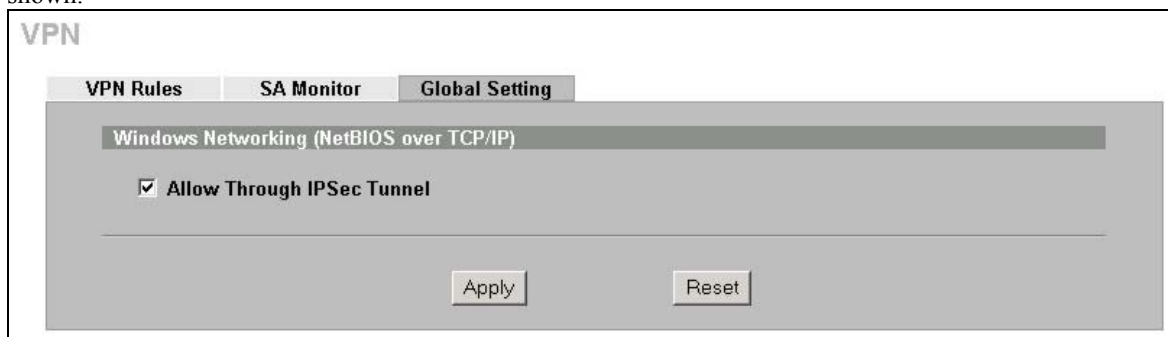 shown.
VPN
VPN Rules SA Monitor Global Setting
Windows Networking (NetBIOS over TCP/IP)
Allow Through IPSec Tunnel
Apply Reset